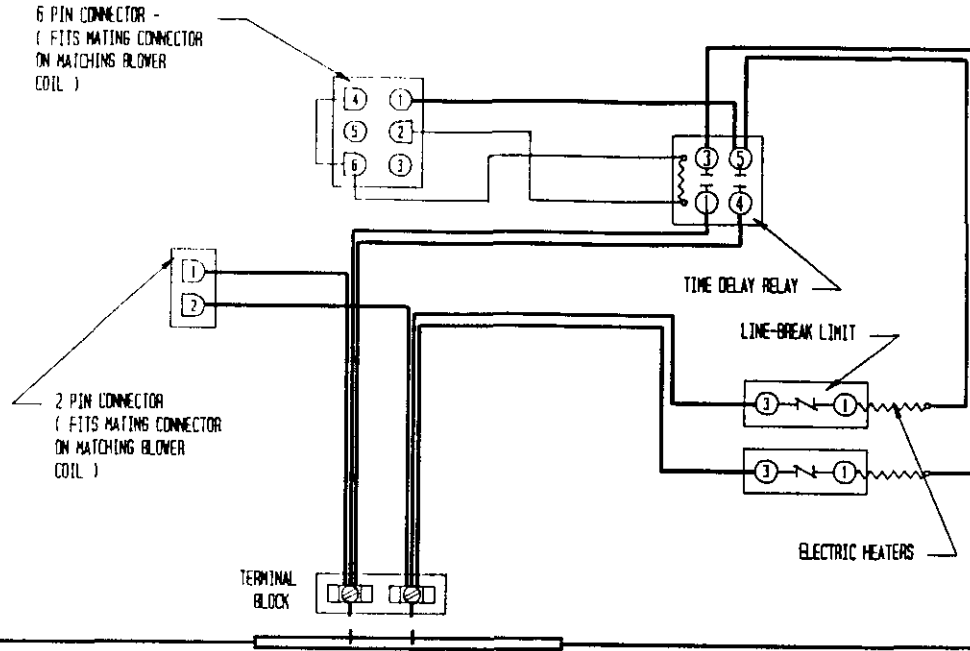 6 PIN CONNECTOR -
( FITS MATING CONNECTOR
ON MATCHING BLOWER
COIL )
4 1
5 2
6 3
3 5
1 4
TIME DELAY RELAY
1
2
LINE-BREAK LIMIT
3 1
2 PIN CONNECTOR
( FITS MATING CONNECTOR
ON MATCHING BLOWER
COIL )
3 1
ELECTRIC HEATERS
TERMINAL
BLOCK